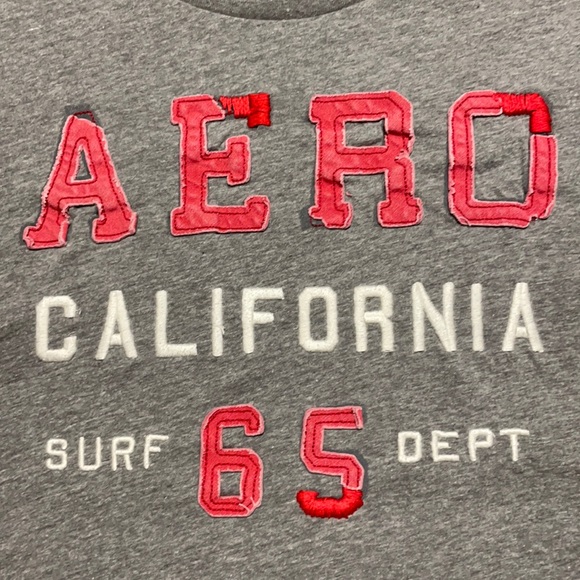 AERO
CALIFORNIA
SURF 65 DEPT